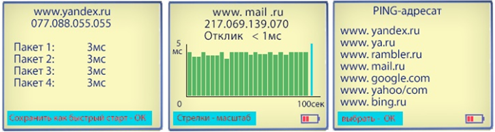 www.yandex.ru
077.088.055.055
Пакет 1: 3мс
Пакет 2: 3мс
Пакет 3: 3мс
Пакет 4: 3мс
Сохранить как быстрый старт - OK
www. mail .ru
217.069.139.070
Отклик < 1мс
5
мс
0
100сек
Стрелки - масштаб
PING-адресат
www. yandex.ru
www. ya.ru
www. rambler.ru
www. mail.ru
www. google.com
www. yahoo/com
www. bing.ru
выбрать - OK